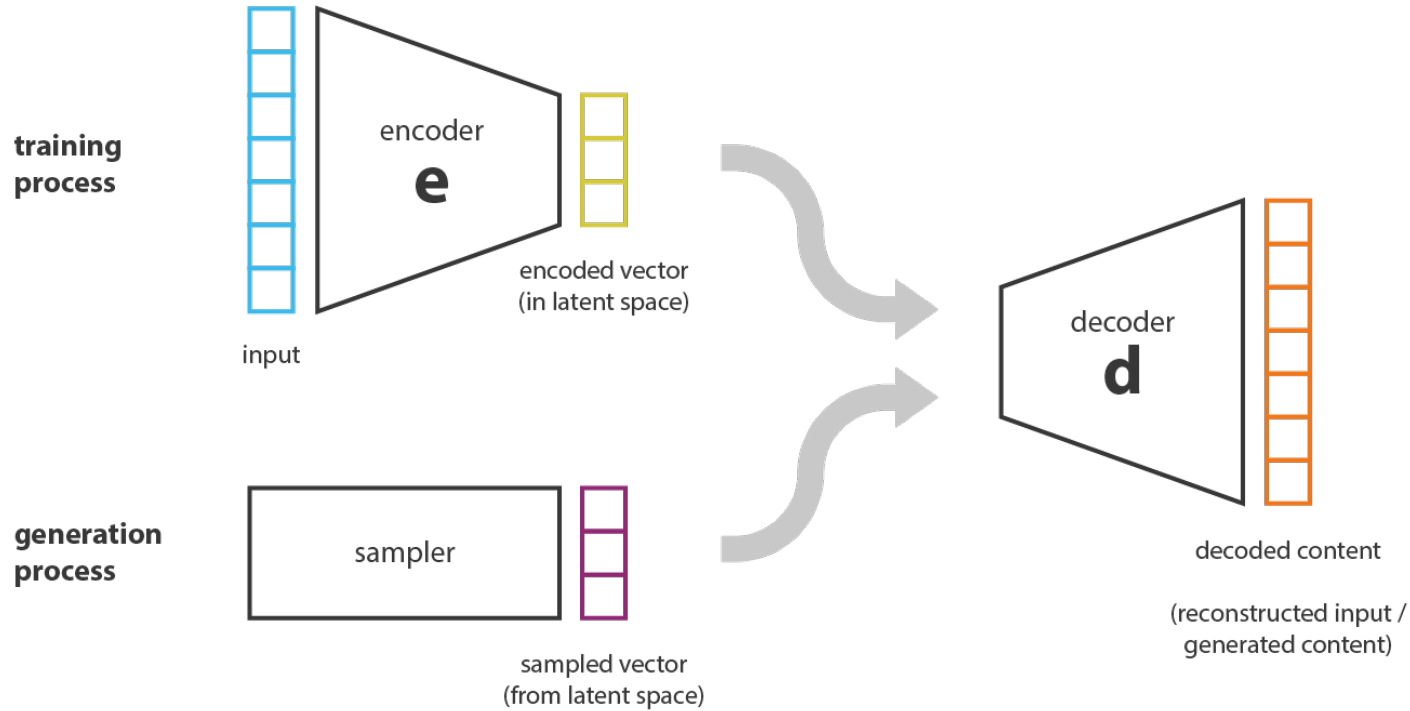 training
process
encoder
e
encoded vector
(in latent space)
input
decoder
d
generation
process
sampler
sampled vector
(from latent space)
decoded content
(reconstructed input /
generated content)